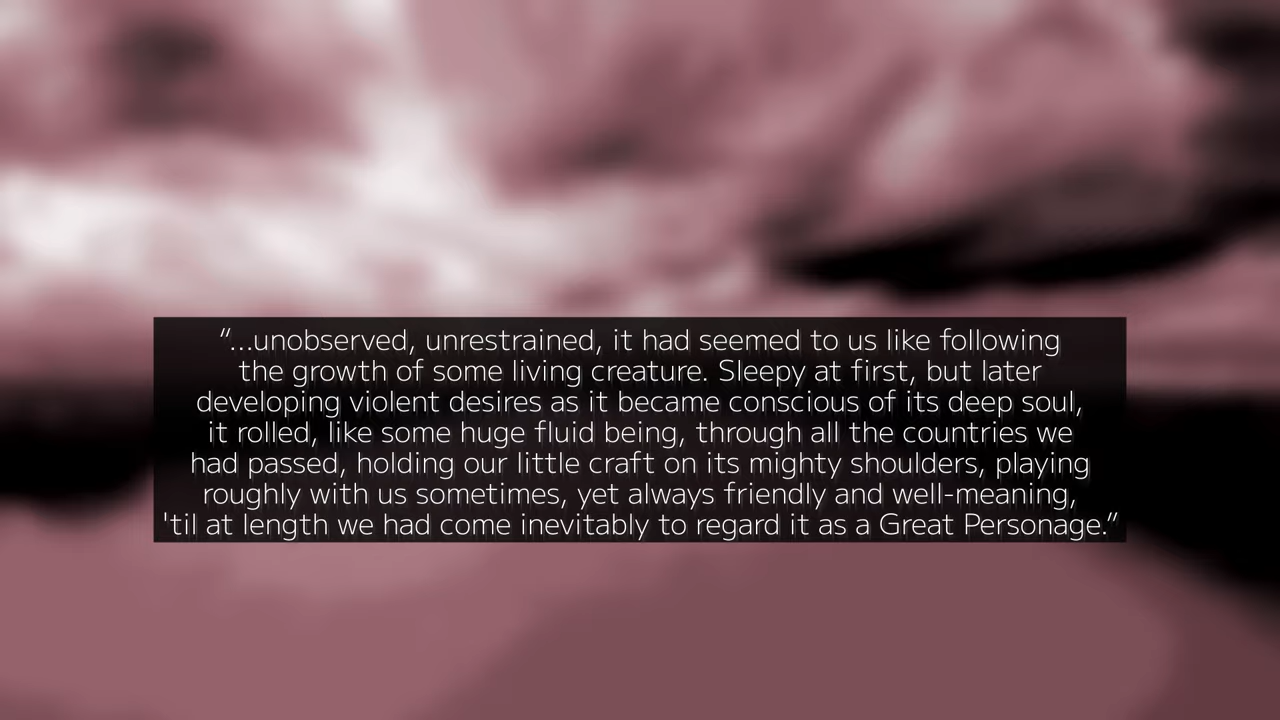 “...unobserved, unrestrained, it had seemed to us like following
the growth of some living creature. Sleepy at first, but later
developing violent desires as it became conscious of its deep soul,
it rolled, like some huge fluid being, through all the countries we
had passed, holding our little craft on its mighty shoulders, playing
roughly with us sometimes, yet always friendly and well-meaning,
'til at length we had come inevitably to regard it as a Great Personage.”